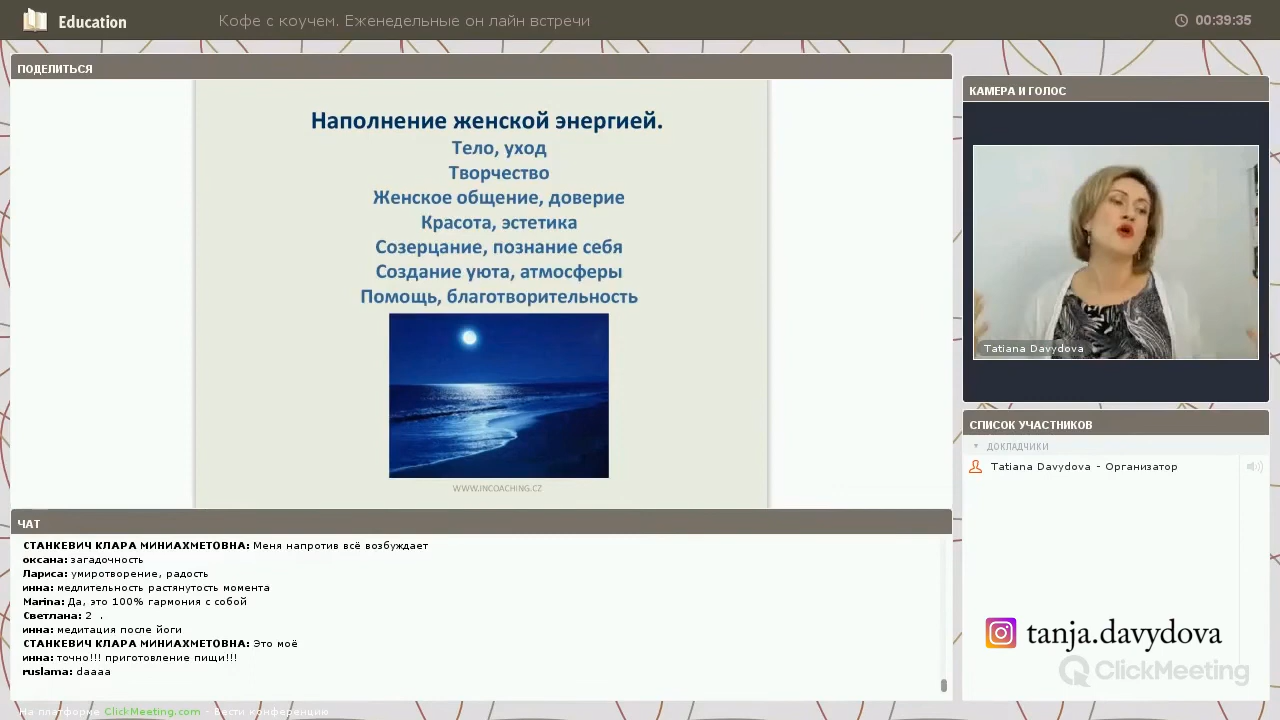 Education
Кофе с коучем. Еженедельные он лайн встречи
00:39:35
ПОДЕЛИТЬСЯ
Наполнение женской энергией.
Тело, уход
Творчество
Женское общение, доверие
Красота, эстетика
Созерцание, познание себя
Создание уюта, атмосферы
Помощь, благотворительность
WWW.INCOACHING.CZ
ЧАТ
СТАНКЕВИЧ КЛАРА МИНИАХМЕТОВНА: Меня напротив всё возбуждает
оксана: загадочность
Лариса: умиротворение, радость
инна: медлительность растянутость момента
Marina: Да, это 100% гармония с собой
Светлана: 2 .
инна: медитация после йоги
СТАНКЕВИЧ КЛАРА МИНИАХМЕТОВНА: Это моё
инна: точно!!! приготовление пищи!!!
ruslama: daaaa
На платформе ClickMeeting.com - Вести конференцию
КАМЕРА И ГОЛОС
Tatiana Davydova
СПИСОК УЧАСТНИКОВ
ДОКЛАДЧИКИ
Tatiana Davydova - Организатор
tanja.davydova
ClickMeeting